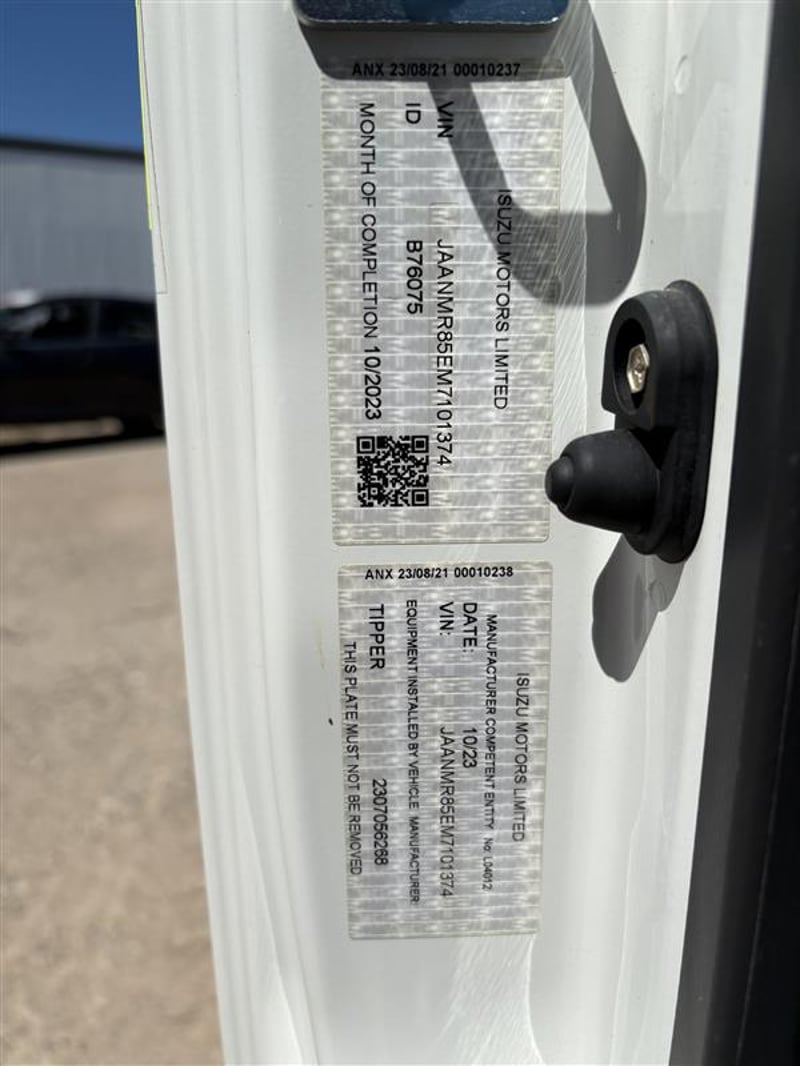 ANX 23/08/21 00010237
ISUZU MOTORS LIMITED
VIN JAANMR85EM7101374
ID B76075
MONTH OF COMPLETION 10/2023
ANX 23/08/21 00010238
ISUZU MOTORS LIMITED
MANUFACTURER COMPETENT ENTITY No: L04012
DATE: 10/23
VIN: JAANMR85EM7101374
EQUIPMENT INSTALLED BY VEHICLE MANUFACTURER:
TIPPER 2307056268
THIS PLATE MUST NOT BE REMOVED